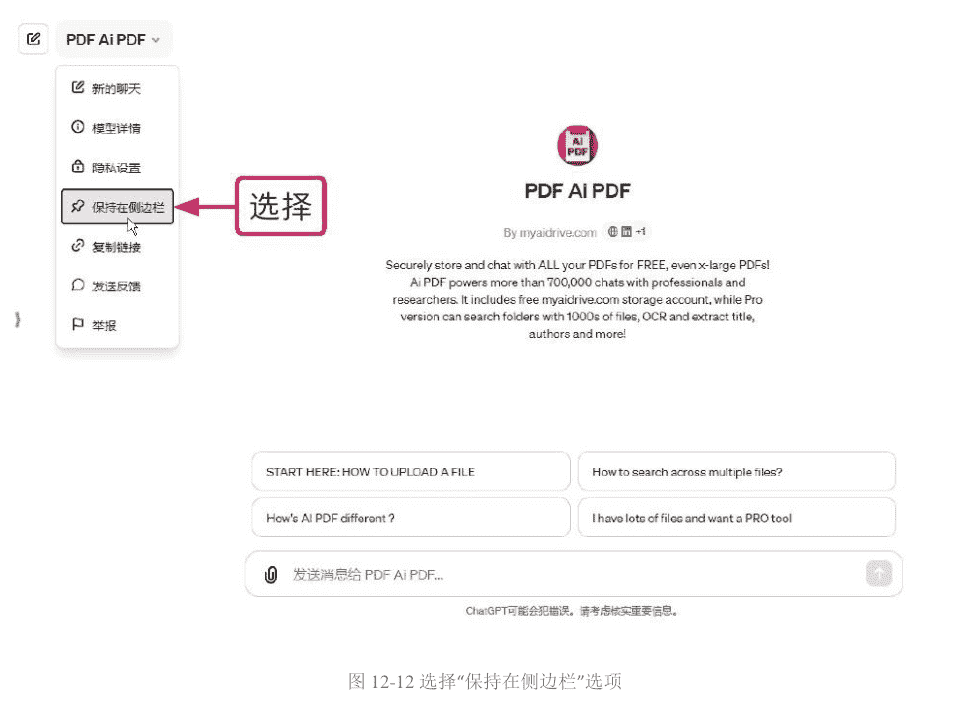 PDF Ai PDF
新的聊天
模型详情
隐私设置
保持在侧边栏
选择
复制链接
发送反馈
举报
Ai
PDF
PDF Ai PDF
By myaidrive.com +1
Securely store and chat with ALL your PDFs for FREE, even x-large PDFs!
Ai PDF powers more than 700,000 chats with professionals and
researchers. It includes free myaidrive.com storage account, while Pro
version can search folders with 1000s of files, OCR and extract title,
authors and more!
START HERE: HOW TO UPLOAD A FILE
How to search across multiple files?
How's AI PDF different ?
I have lots of files and want a PRO tool
发送消息给 PDF Ai PDF...
ChatGPT可能会犯错误。请考虑核实重要信息。
图 12-12 选择“保持在侧边栏”选项